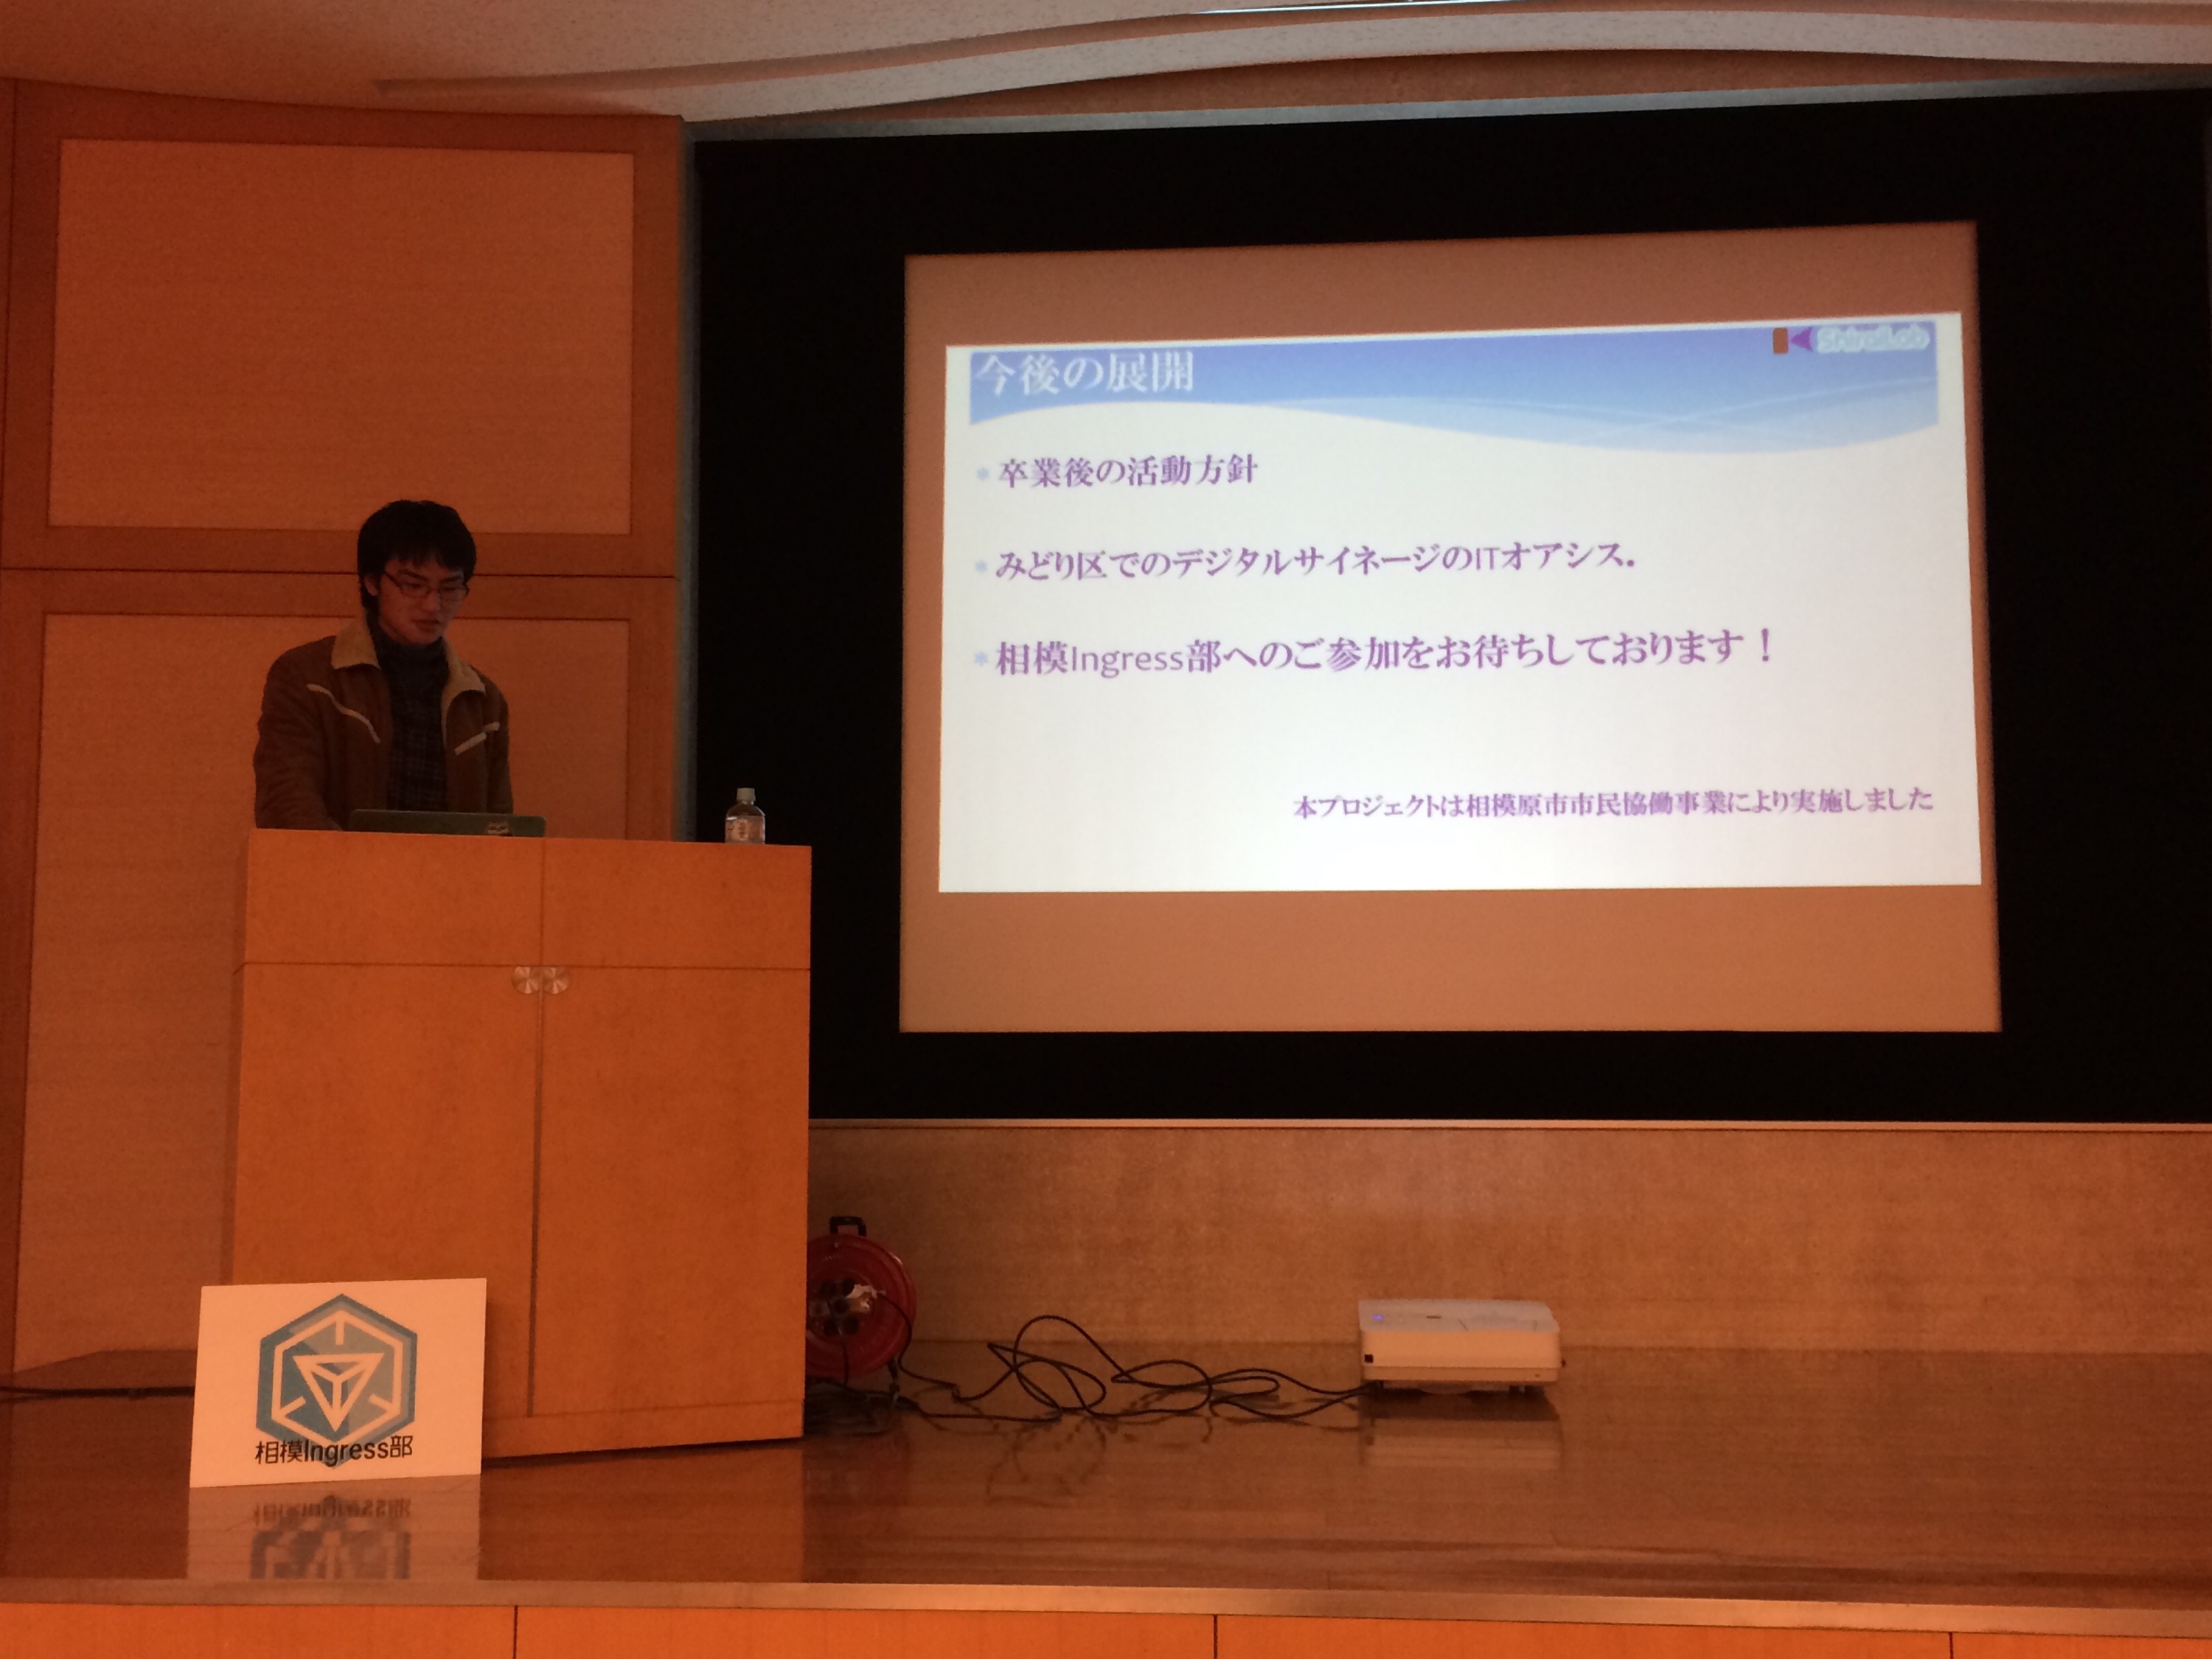 ShiraiLab
今後の展開
卒業後の活動方針
みどり区でのデジタルサイネージのITオアシス.
相模Ingress部へのご参加をお待ちしております！
本プロジェクトは相模原市市民協働事業により実施しました
相模Ingress部